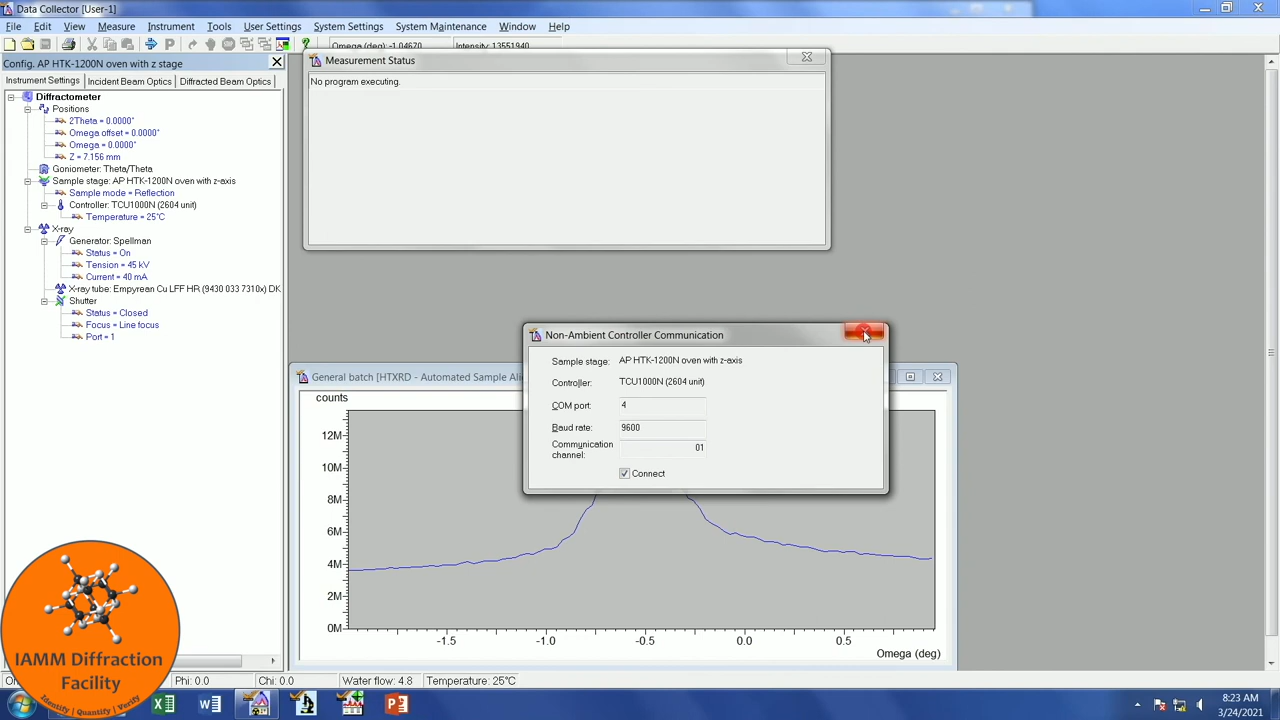 Data Collector [User-1]
File Edit View Measure Instrument Tools User Settings System Settings System Maintenance Window Help
Omega (deg): -1.04670 Intensity: 13551940
Config. AP HTK-1200N oven with z stage
Instrument Settings Incident Beam Optics Diffracted Beam Optics
Diffractometer
Positions
2Theta = 0.0000°
Omega offset = 0.0000°
Omega = 0.0000°
Z = 7.156 mm
Goniometer: Theta/Theta
Sample stage: AP HTK-1200N oven with z-axis
Sample mode = Reflection
Controller: TCU1000N (2604 unit)
Temperature = 25°C
X-ray
Generator: Spellman
Status = On
Tension = 45 kV
Current = 40 mA
X-ray tube: Empyrean Cu LFF HR (9430 033 7310x) DK
Shutter
Status = Closed
Focus = Line focus
Port = 1
Measurement Status
No program executing.
Non-Ambient Controller Communication
Sample stage: AP HTK-1200N oven with z-axis
Controller: TCU1000N (2604 unit)
COM port: 4
Baud rate: 9600
Communication channel: 01
Connect
General batch [HTXRD - Automated Sample Ali
counts
12M
10M
8M
6M
4M
2M
0M
-1.5 -1.0 -0.5 0.0 0.5
Omega (deg)
IAMM Diffraction
Facility
Identify | Quantify | Verify
Phi: 0.0 Chi: 0.0 Water flow: 4.8 Temperature: 25°C
8:23 AM
3/24/2021